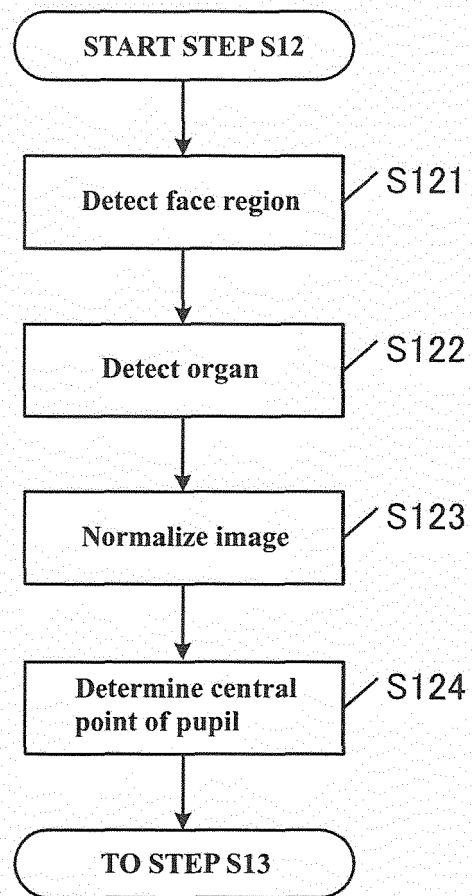 START STEP S12
Detect face region
S121
Detect organ
S122
Normalize image
S123
Determine central
point of pupil
S124
TO STEP S13